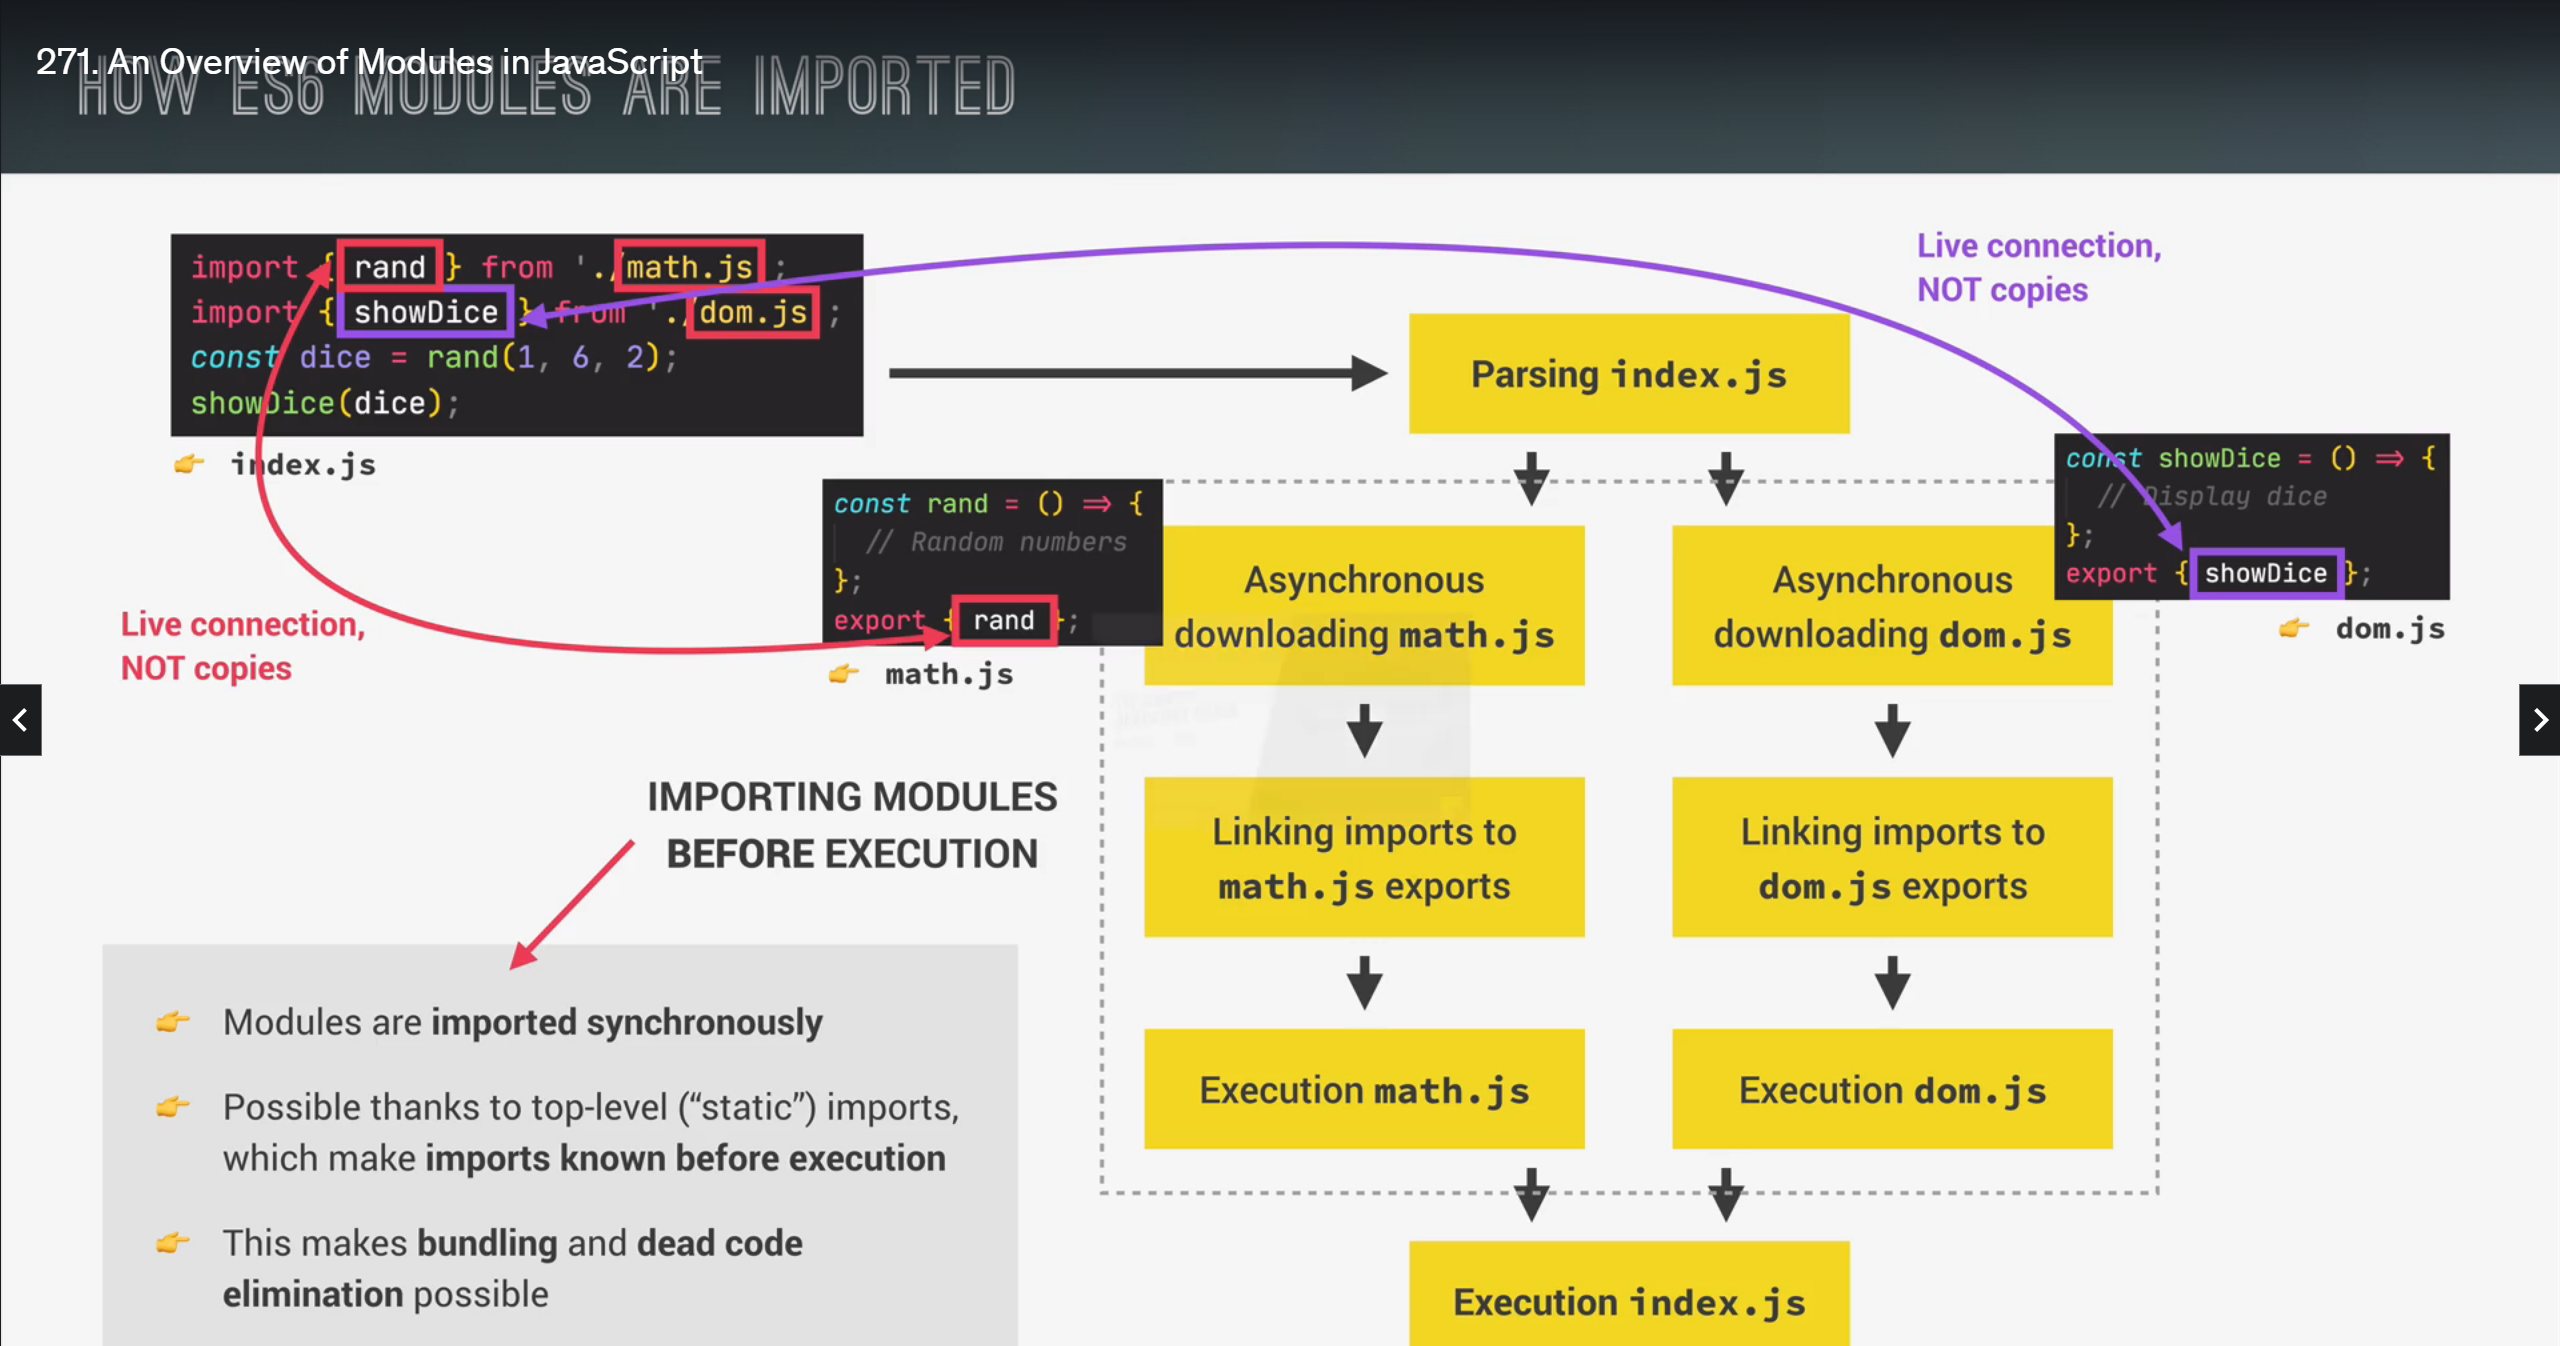 271. An Overview of Modules in JavaScript
HOW ES6 MODULES ARE IMPORTED
import { rand } from './math.js ;
import { showDice } from './dom.js ;
const dice = rand(1, 6, 2);
showDice(dice);
👉 index.js
Live connection,
NOT copies
Parsing index.js
const rand = () => {
// Random numbers
};
export { rand };
👉 math.js
const showDice = () => {
// Display dice
};
export { showDice };
👉 dom.js
Live connection,
NOT copies
Asynchronous
downloading math.js
Asynchronous
downloading dom.js
Linking imports to
math.js exports
Linking imports to
dom.js exports
Execution math.js
Execution dom.js
Execution index.js
IMPORTING MODULES
BEFORE EXECUTION
👉 Modules are imported synchronously
👉 Possible thanks to top-level (“static”) imports,
which make imports known before execution
👉 This makes bundling and dead code
elimination possible